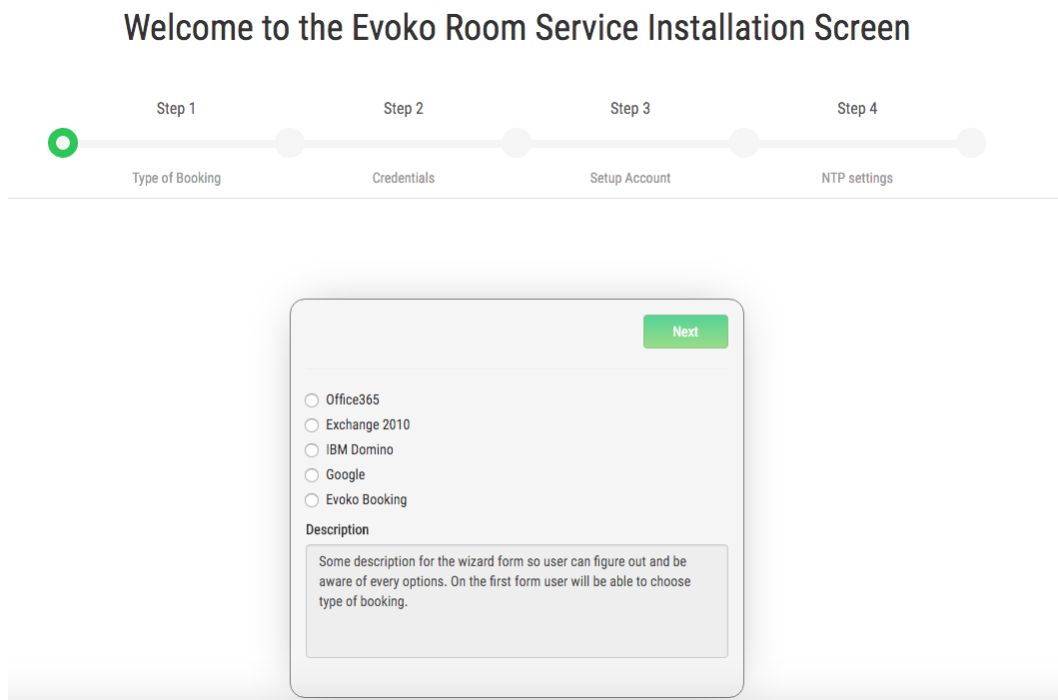 Welcome to the Evoko Room Service Installation Screen
Step 1
Step 2
Step 3
Step 4
Type of Booking
Credentials
Setup Account
NTP settings
Next
Office365
Exchange 2010
IBM Domino
Google
Evoko Booking
Description
Some description for the wizard form so user can figure out and be
aware of every options. On the first form user will be able to choose
type of booking.